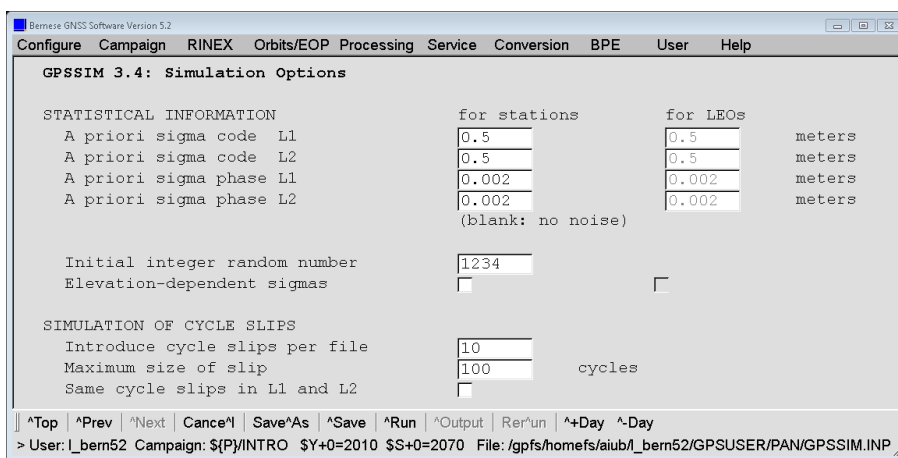 Bernese GNSS Software Version 5.2
Configure Campaign RINEX Orbits/EOP Processing Service Conversion BPE User Help
GPSSIM 3.4: Simulation Options
STATISTICAL INFORMATION for stations for LEOs
A priori sigma code L1 0.5 0.5 meters
A priori sigma code L2 0.5 0.5 meters
A priori sigma phase L1 0.002 0.002 meters
A priori sigma phase L2 0.002 0.002 meters
(blank: no noise)
Initial integer random number 1234
Elevation-dependent sigmas
SIMULATION OF CYCLE SLIPS
Introduce cycle slips per file 10
Maximum size of slip 100 cycles
Same cycle slips in L1 and L2
^Top | ^Prev | ^Next | Cance^l | Save^As | ^Save | ^Run | ^Output | Rer^un | ^+Day ^-Day
> User: l_bern52 Campaign: ${P}/INTRO $Y+0=2010 $S+0=2070 File: /gpfs/homefs/aiub/l_bern52/GPSUSER/PAN/GPSSIM.INP